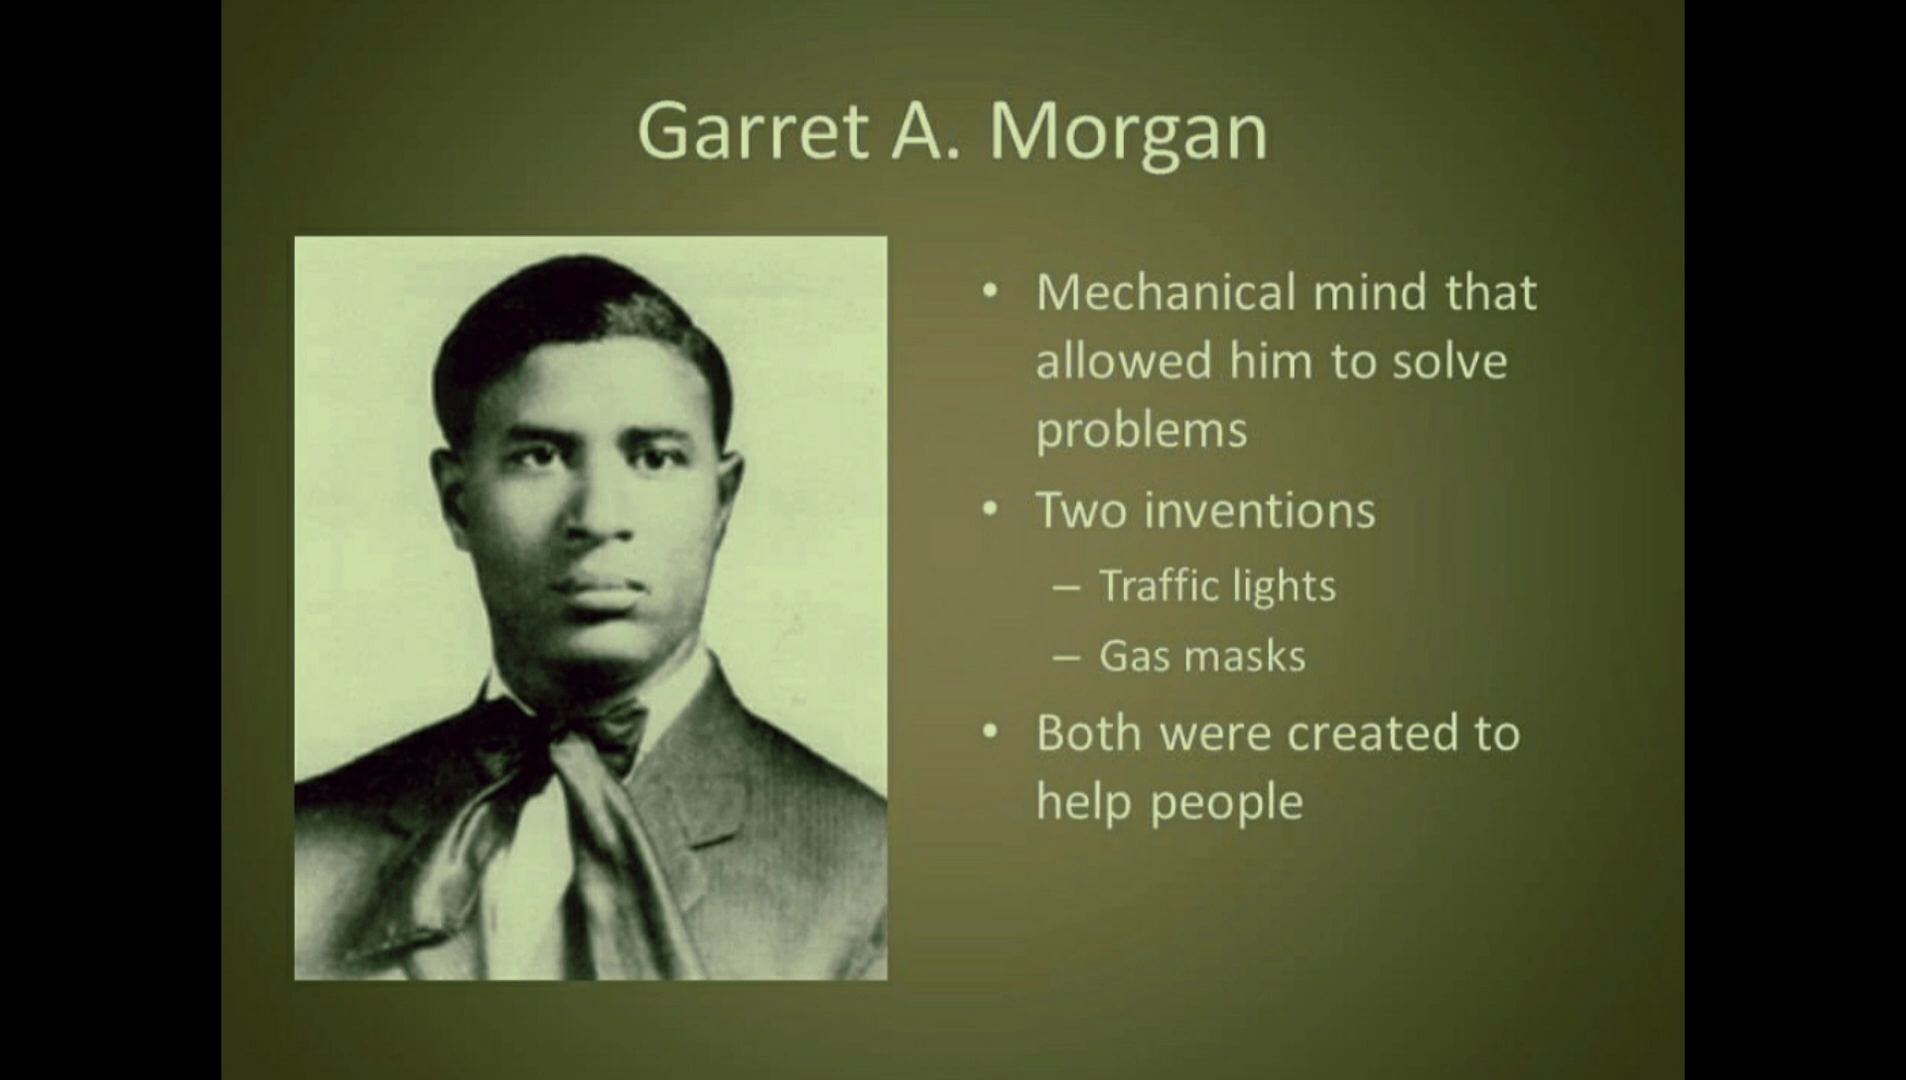 Garret A. Morgan
• Mechanical mind that
allowed him to solve
problems
• Two inventions
– Traffic lights
– Gas masks
• Both were created to
help people